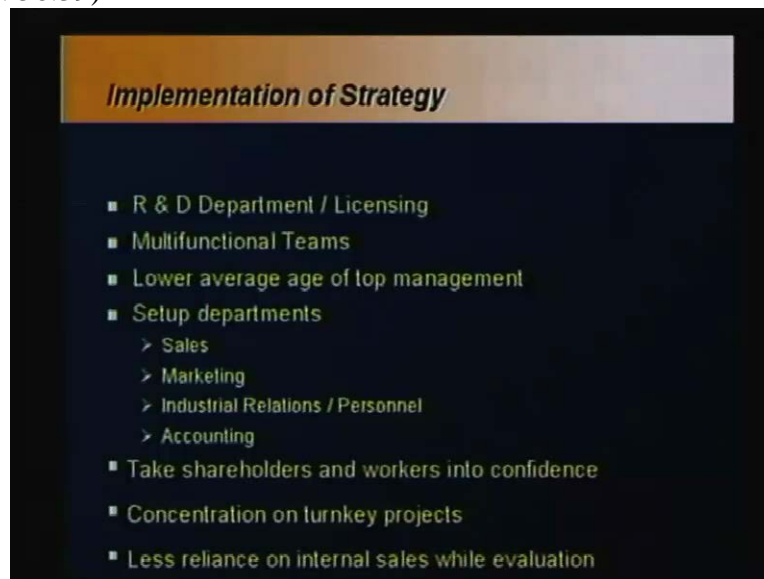 Implementation of Strategy
R & D Department / Licensing
Multifunctional Teams
Lower average age of top management
Setup departments
Sales
Marketing
Industrial Relations / Personnel
Accounting
Take shareholders and workers into confidence
Concentration on turnkey projects
Less reliance on internal sales while evaluation